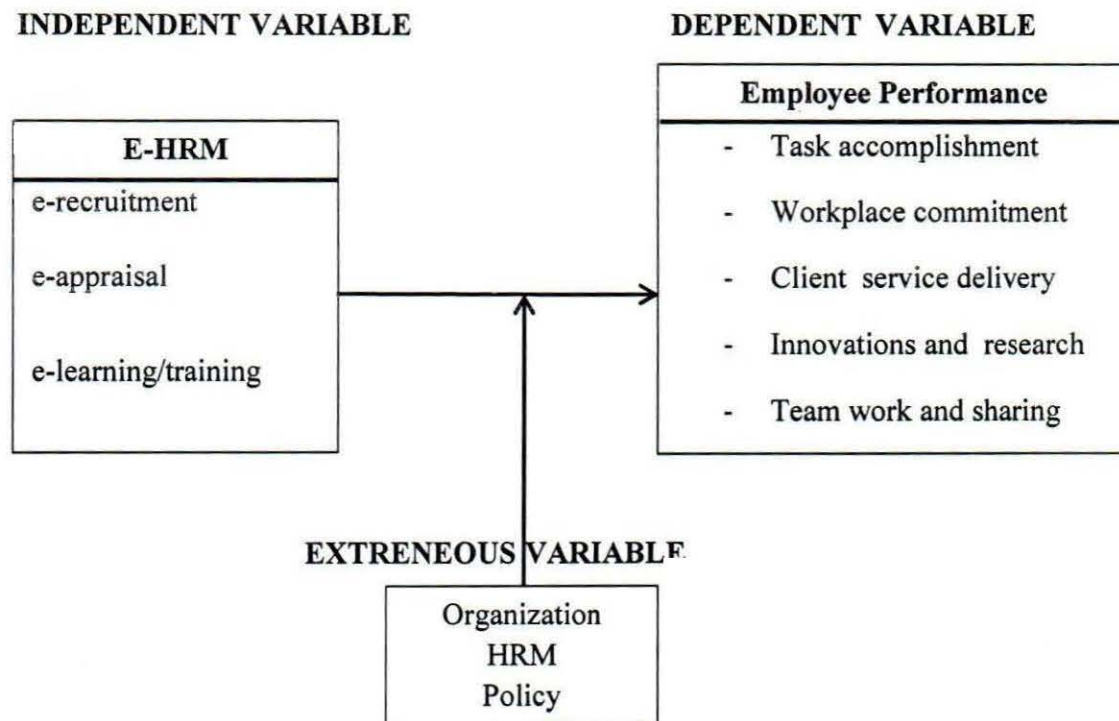 INDEPENDENT VARIABLE
DEPENDENT VARIABLE
E-HRM
e-recruitment
e-appraisal
e-learning/training
Employee Performance
- Task accomplishment
- Workplace commitment
- Client service delivery
- Innovations and research
- Team work and sharing
EXTRENEOUS VARIABLE
Organization
HRM
Policy